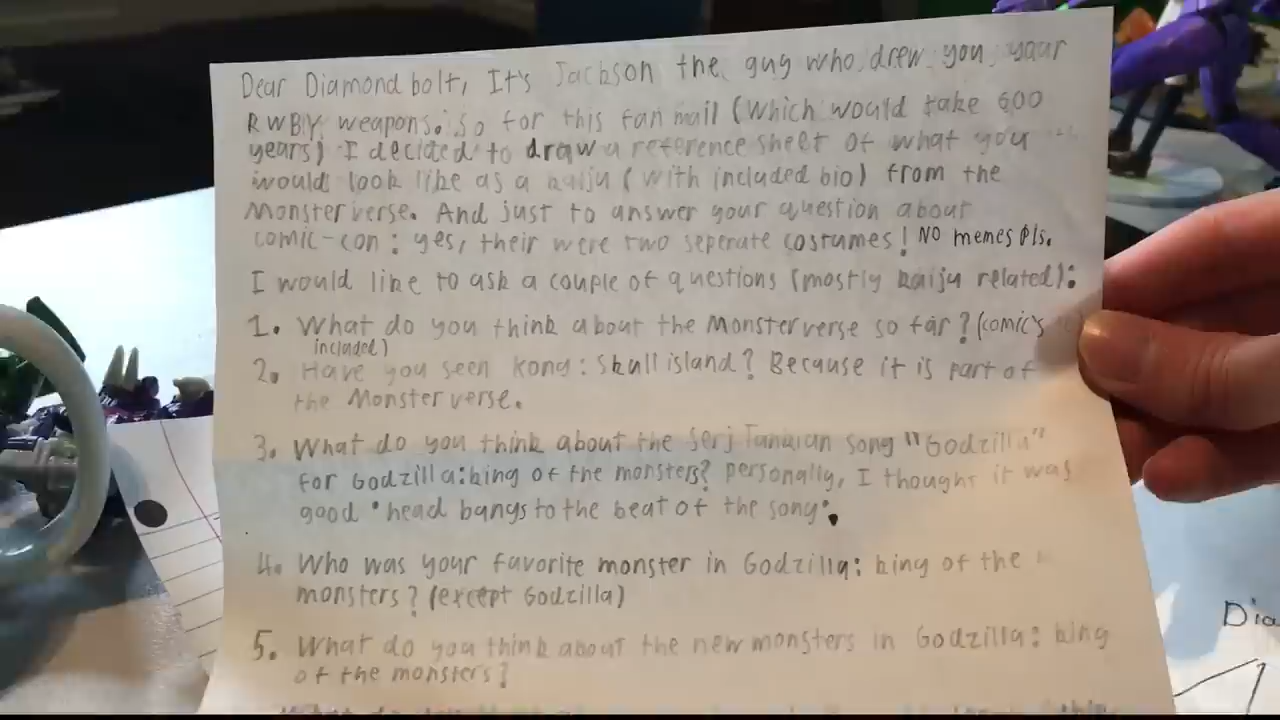 Dear Diamondbolt, It's Jackson the guy who drew you your
RWBY weapons. So for this fan mail (which would take 600
years) I decided to draw a reference sheet of what you
would look like as a kaiju (with included bio) from the
Monsterverse. And just to answer your question about
comic-con: yes, their were two seperate costumes! NO memes pls.
I would like to ask a couple of questions (mostly kaiju related):
1. What do you think about the Monsterverse so far? (comic's
included)
2. Have you seen Kong: Skull island? Because it is part of
the Monsterverse.
3. What do you think about the Serj Tankian song "Godzilla"
for Godzilla: king of the monsters? personally, I thought it was
good *head bangs to the beat of the song*.
4. Who was your favorite monster in Godzilla: king of the
monsters? (except Godzilla)
5. What do you think about the new monsters in Godzilla: king
of the monsters?
Dia